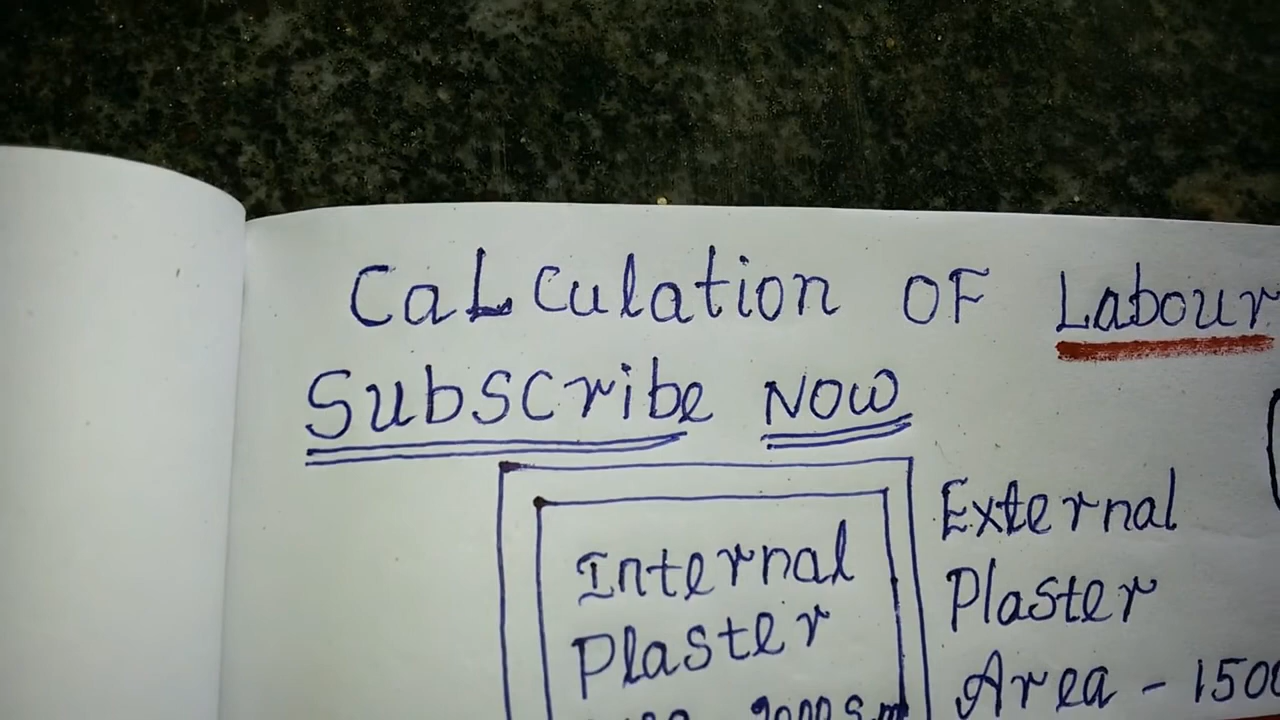 CaLculation OF Labour
SubScribe NOW
Internal
Plaster
External
Plaster
Area - 150